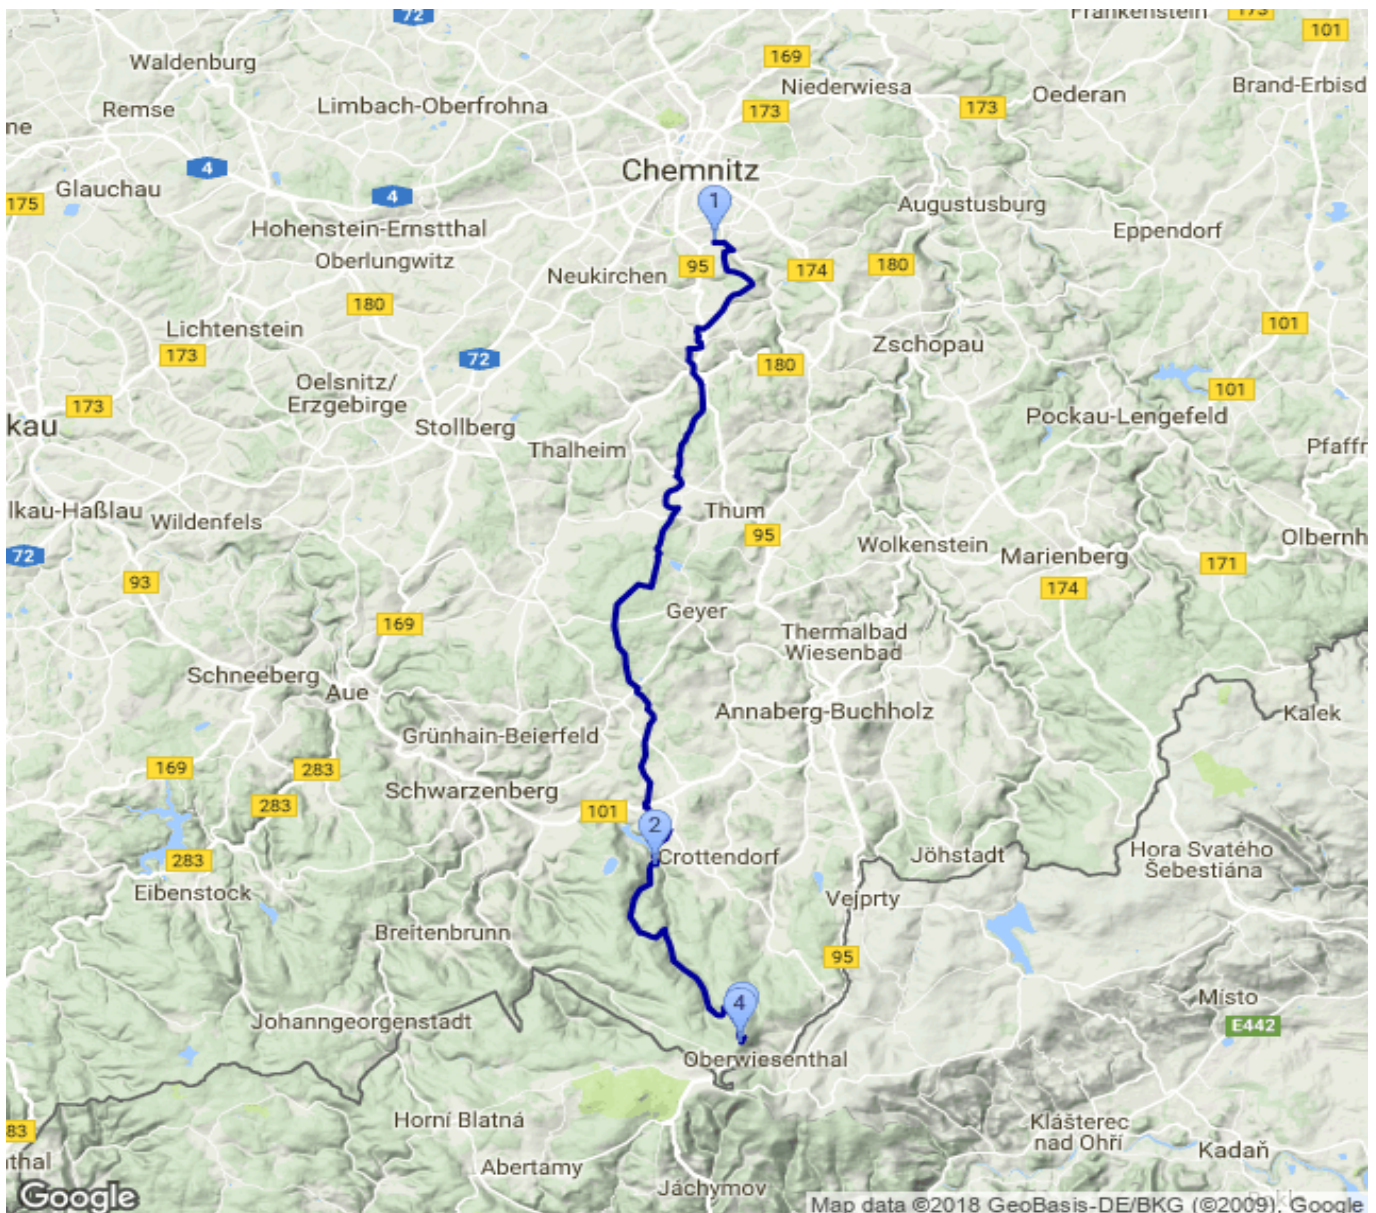 72
Frankenstein
173
101
Waldenburg
169
Niederwiesa
Oederan
Brand-Erbisd
Remse
Limbach-Oberfrohna
173
173
ne
Chemnitz
4
4
Glauchau
175
1
Augustusburg
Hohenstein-Ernstthal
Eppendorf
Oberlungwitz
Neukirchen
95
174
180
180
Lichtenstein
101
173
72
180
Zschopau
Oelsnitz/
Erzgebirge
101
173
Pockau-Lengefeld
kau
Stollberg
Thalheim
Pfaffr
lkau-Haßlau
Wildenfels
Thum
95
Wolkenstein
Marienberg
Olbernh
72
93
171
174
Geyer
169
Thermalbad
Wiesenbad
Schneeberg
Aue
Annaberg-Buchholz
Kalek
Grünhain-Beierfeld
169
283
Schwarzenberg
283
101
2
Crottendorf
Jöhstadt
Hora Svatého
Šebestiána
283
Eibenstock
Vejprty
Breitenbrunn
95
4
Místo
Johanngeorgenstadt
E442
Oberwiesenthal
Horní Blatná
Klášterec
nad Ohří
83
Kadaň
thal
Abertamy
Jáchymov
Google
Map data ©2018 GeoBasis-DE/BKG (©2009), Google